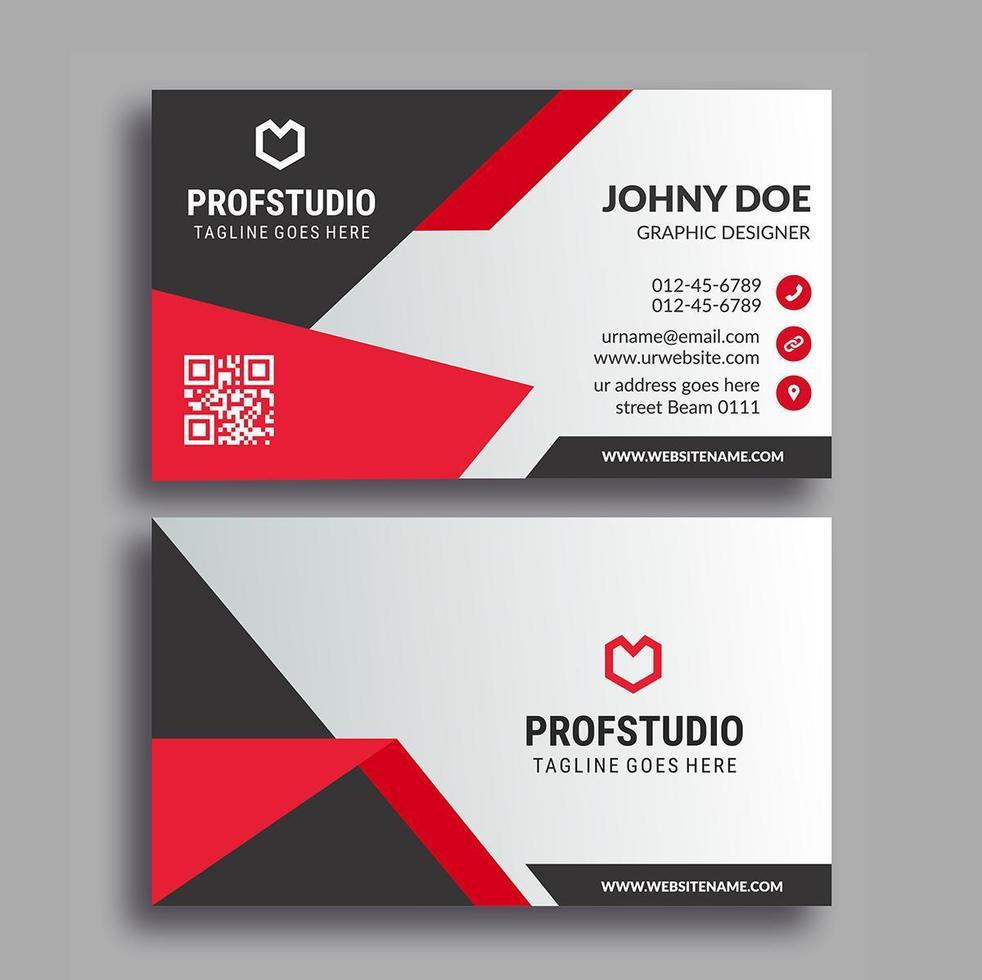 PROFSTUDIO
TAGLINE GOES HERE
JOHNY DOE
GRAPHIC DESIGNER
012-45-6789
012-45-6789
urname@email.com
www.urwebsite.com
ur address goes here
street Beam 0111
WWW.WEBSITENAME.COM
PROFSTUDIO
TAGLINE GOES HERE
WWW.WEBSITENAME.COM